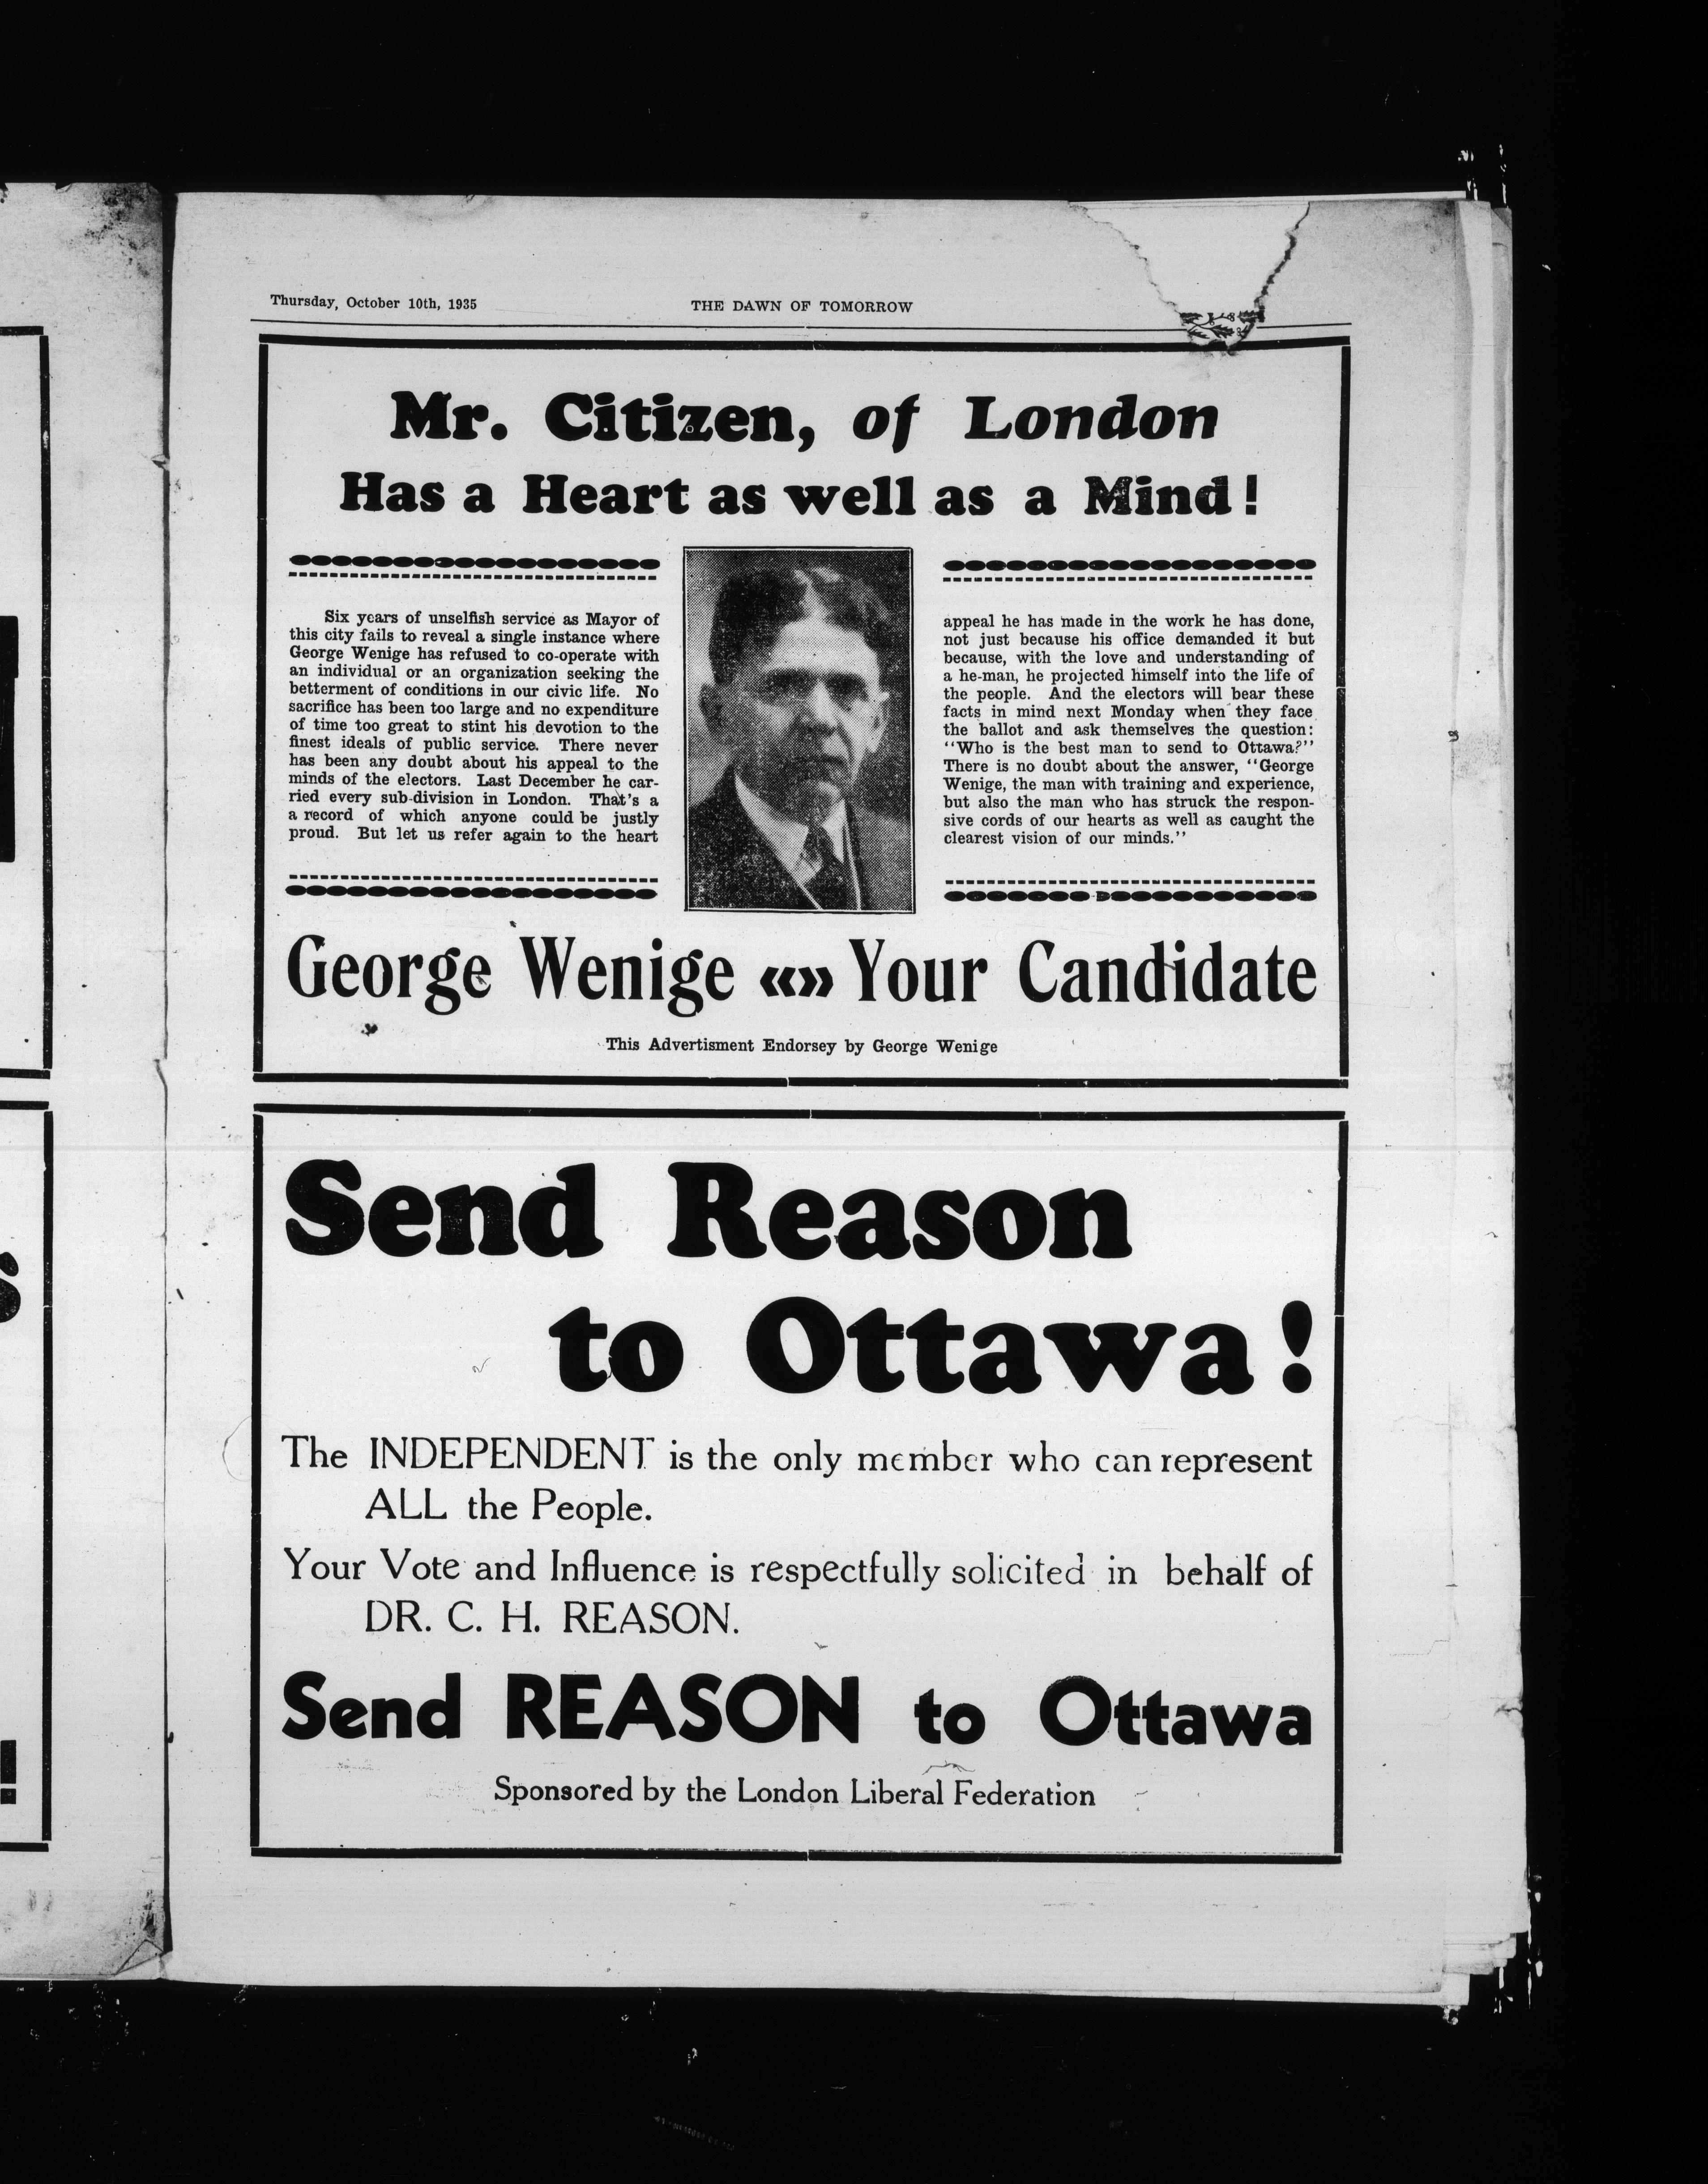 Thursday, October 10th, 1935
THE DAWN OF TOMORROW
Mr. Citizen, of London
Has a Heart as well as a Mind!
Six years of unselfish service as Mayor of
this city fails to reveal a single instance where
George Wenige has refused to co-operate with
an individual or an organization seeking the
betterment of conditions in our civic life. No
sacrifice has been too large and no expenditure
of time too great to stint his devotion to the
finest ideals of public service. There never
has been any doubt about his appeal to the
minds of the electors. Last December he car-
ried every sub-division in London. That's a
a record of which anyone could be justly
proud. But let us refer again to the heart
appeal he has made in the work he has done,
not just because his office demanded it but
because, with the love and understanding of
a he-man, he projected himself into the life of
the people. And the electors will bear these
facts in mind next Monday when they face
the ballot and ask themselves the question:
"Who is the best man to send to Ottawa?"
There is no doubt about the answer, "George
Wenige, the man with training and experience,
but also the man who has struck the respon-
sive cords of our hearts as well as caught the
clearest vision of our minds."
George Wenige «» Your Candidate
This Advertisment Endorsey by George Wenige
Send Reason
to Ottawa!
The INDEPENDENT is the only member who can represent
ALL the People.
Your Vote and Influence is respectfully solicited in behalf of
DR. C. H. REASON.
Send REASON to Ottawa
Sponsored by the London Liberal Federation